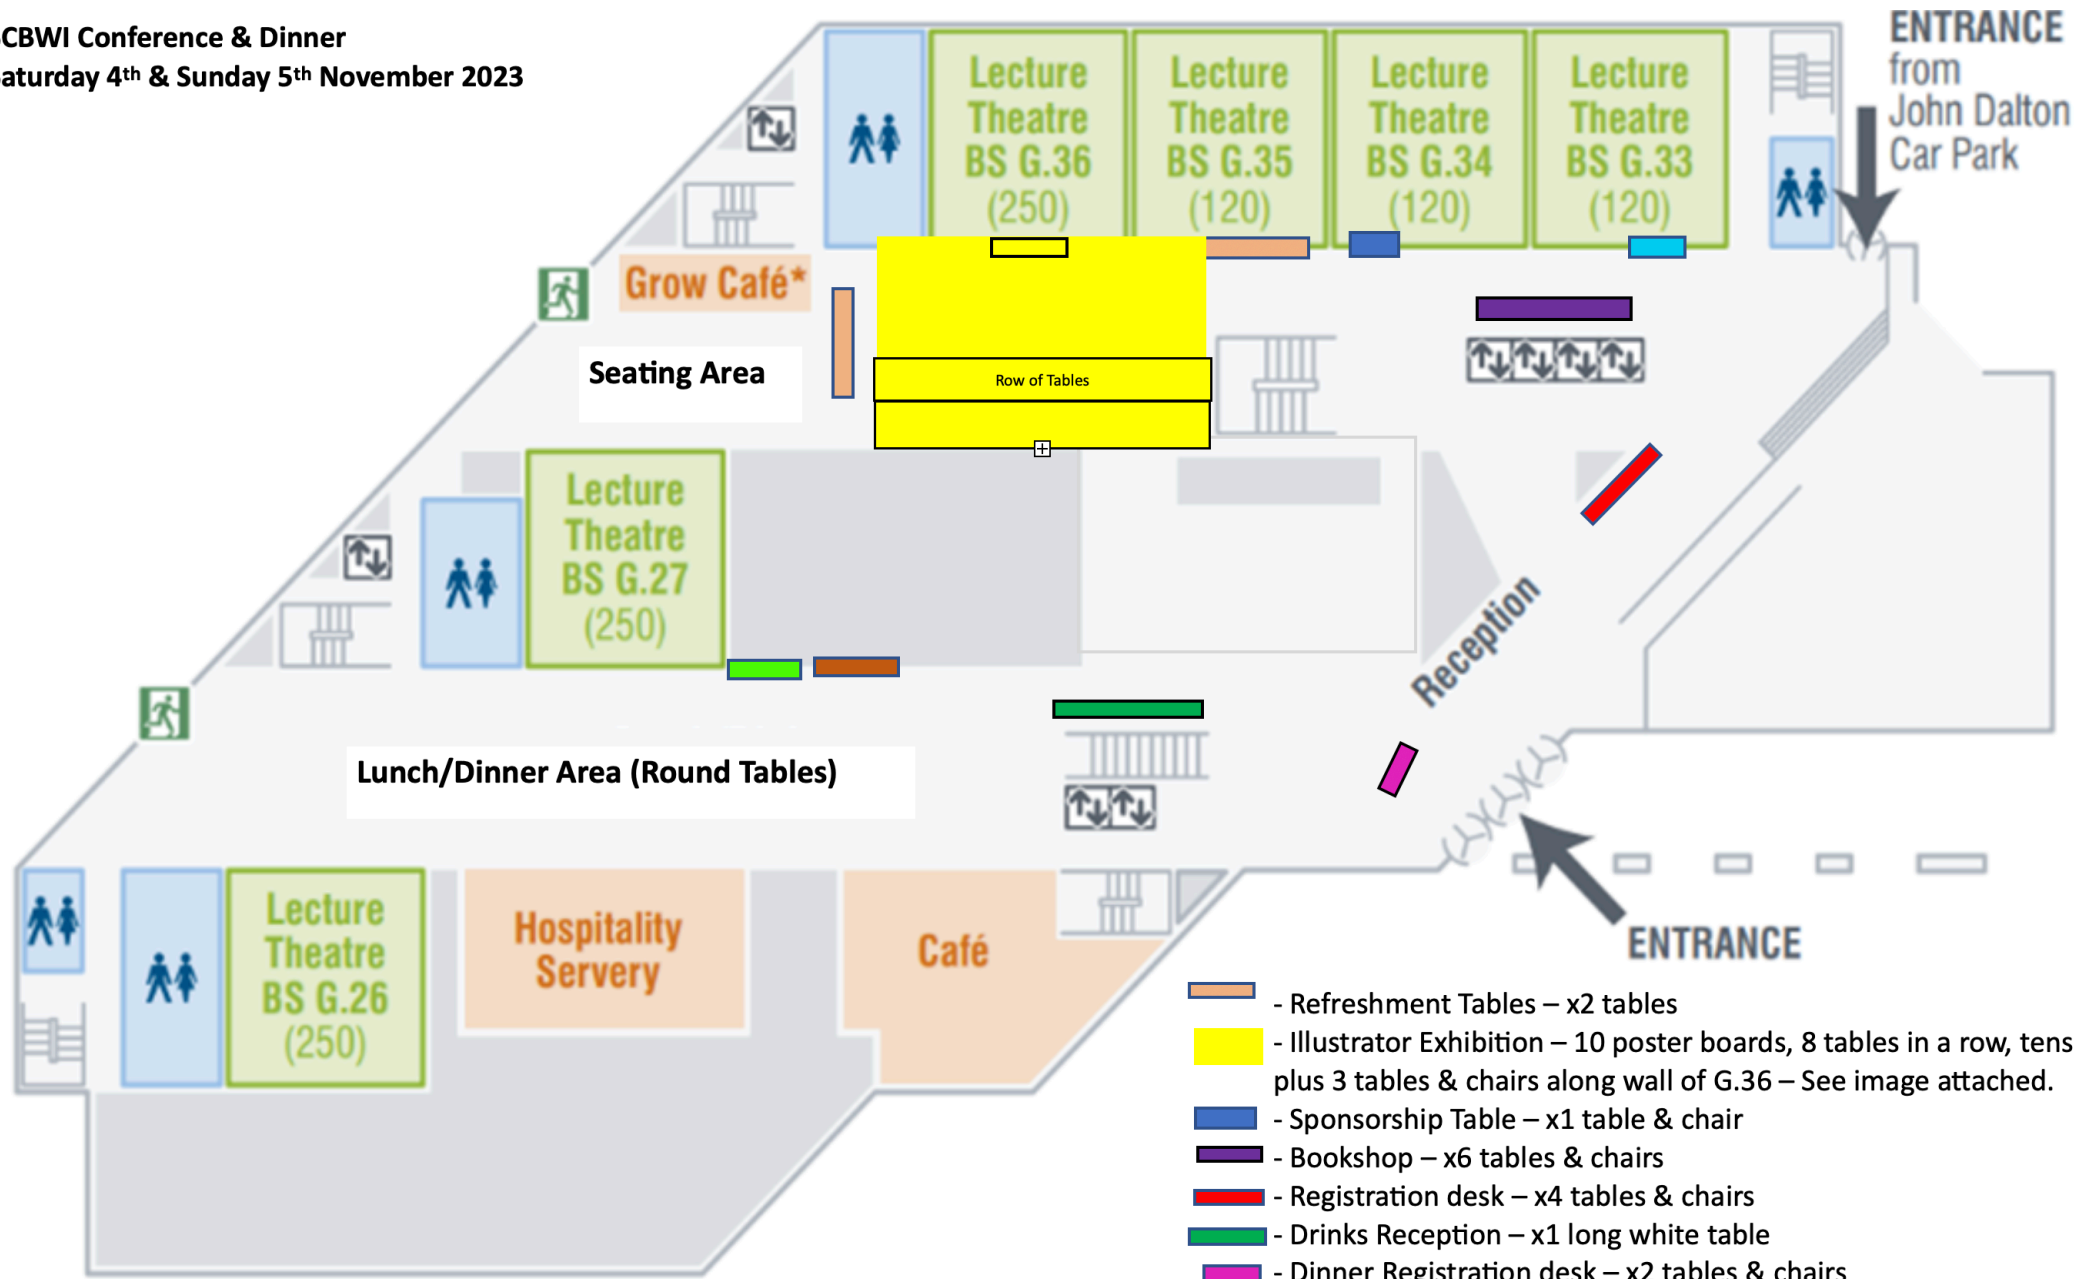 CBWI Conference & Dinner
aturday 4th & Sunday 5th November 2023
ENTRANCE
from
John Dalton
Car Park
Lecture
Theatre
BS G.36
(250)
Lecture
Theatre
BS G.35
(120)
Lecture
Theatre
BS G.34
(120)
Lecture
Theatre
BS G.33
(120)
Grow Café*
Seating Area
Row of Tables
Lecture
Theatre
BS G.27
(250)
Reception
Lunch/Dinner Area (Round Tables)
Lecture
Theatre
BS G.26
(250)
Hospitality
Servery
Café
ENTRANCE
- Refreshment Tables – x2 tables
- Illustrator Exhibition – 10 poster boards, 8 tables in a row, tens
plus 3 tables & chairs along wall of G.36 – See image attached.
- Sponsorship Table – x1 table & chair
- Bookshop – x6 tables & chairs
- Registration desk – x4 tables & chairs
- Drinks Reception – x1 long white table
- Dinner Registration desk – x2 tables & chairs